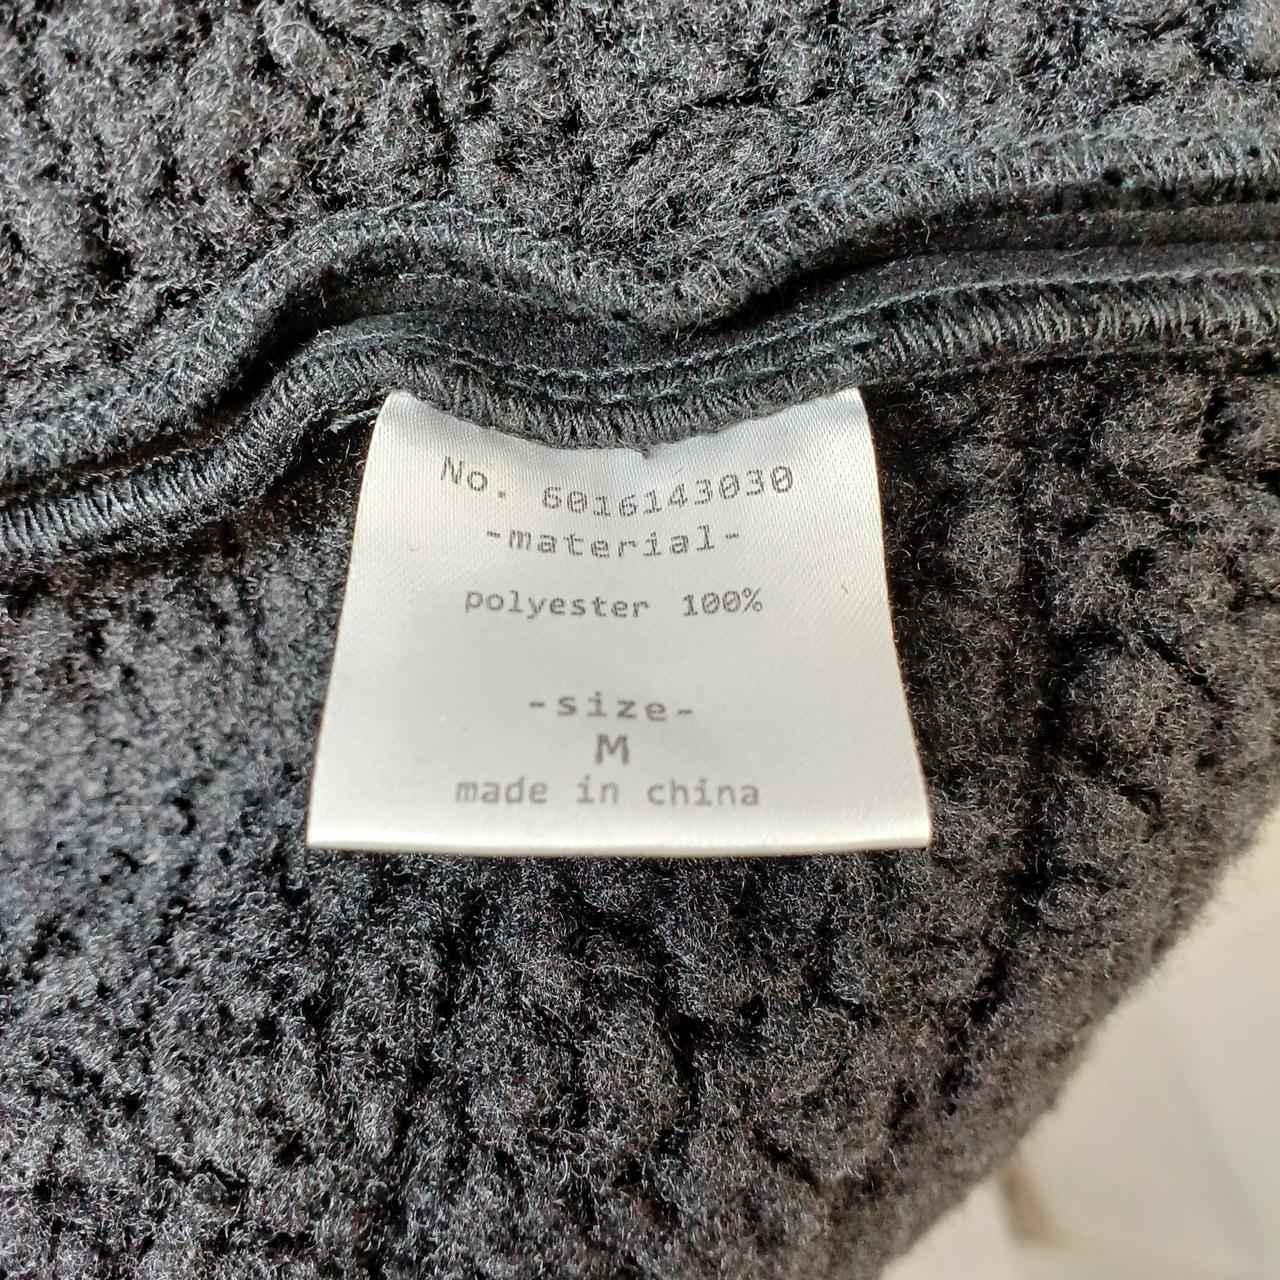 No. 6016143030
-material-
polyester 100%
-size-
M
made in china